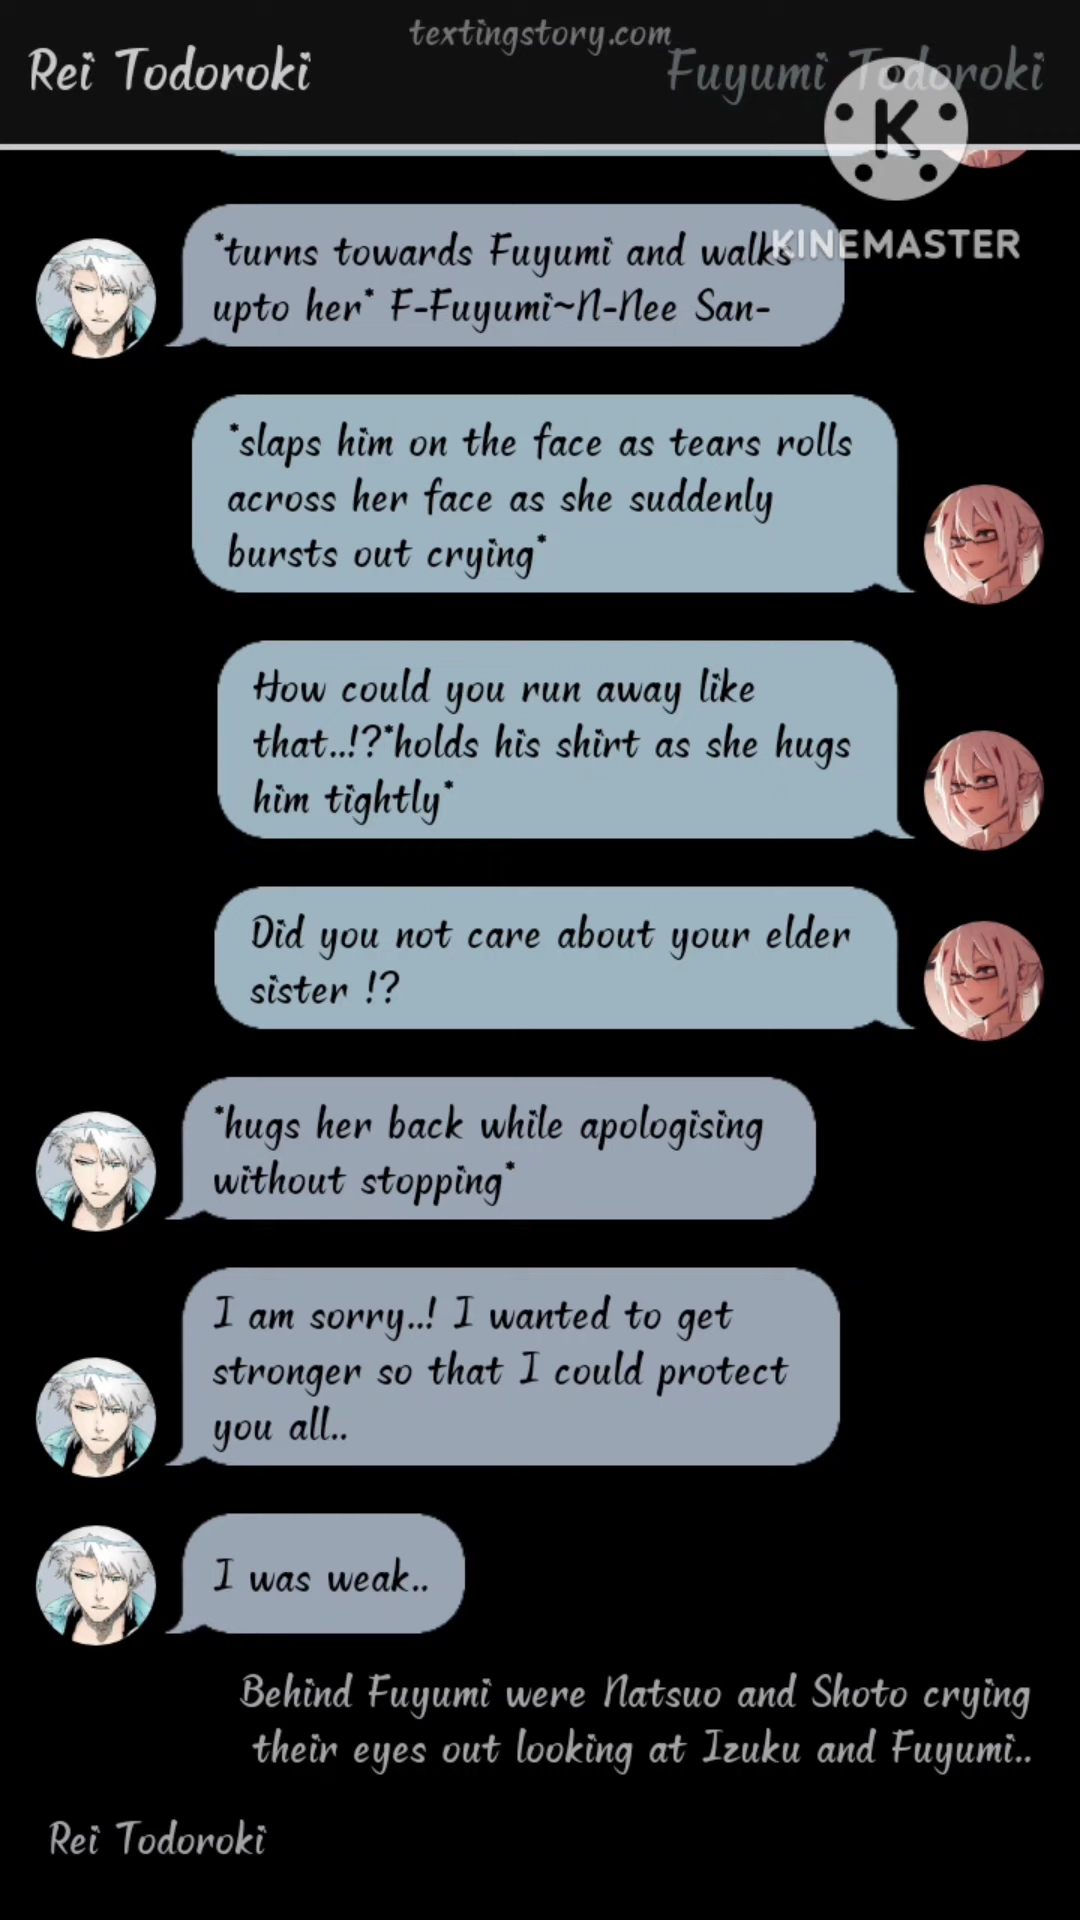 textingstory.com
Rei Todoroki
Fuyumi Todoroki
K
KINEMASTER
*turns towards Fuyumi and walks
upto her* F-Fuyumi~N-Nee San-
*slaps him on the face as tears rolls
across her face as she suddenly
bursts out crying*
How could you run away like
that..!?*holds his shirt as she hugs
him tightly*
Did you not care about your elder
sister !?
*hugs her back while apologising
without stopping*
I am sorry..! I wanted to get
stronger so that I could protect
you all..
I was weak..
Behind Fuyumi were Natsuo and Shoto crying
their eyes out looking at Izuku and Fuyumi..
Rei Todoroki